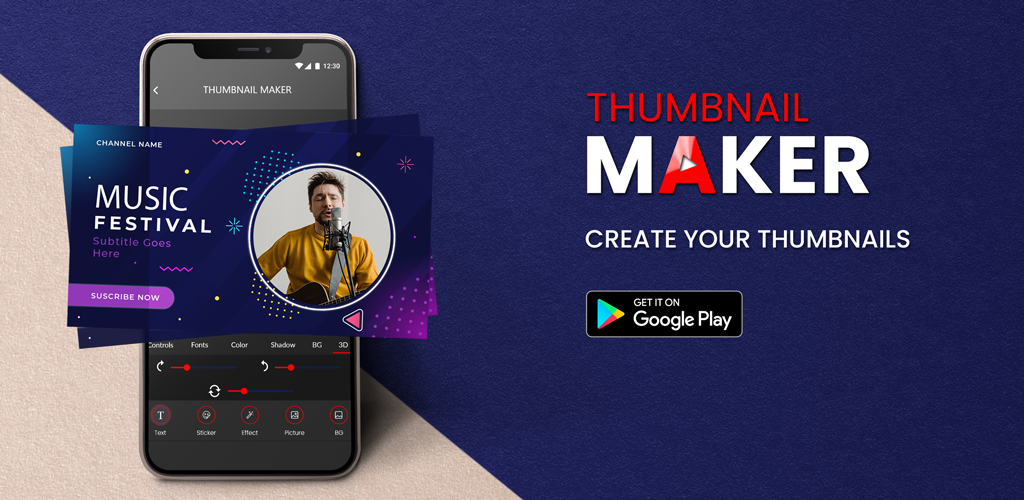 12:30
THUMBNAIL MAKER
CHANNEL NAME
MUSIC
FESTIVAL
Subtitle Goes
Here
SUSCRIBE NOW
Controls Fonts Color Shadow BG 3D
T
Text Sticker Effect Picture BG
THUMBNAIL
MAKER
CREATE YOUR THUMBNAILS
GET IT ON
Google Play